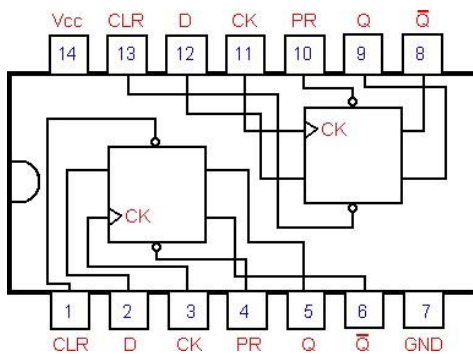 Vcc CLR D CK PR Q Q̅
14 13 12 11 10 9 8
CK
CK
1 2 3 4 5 6 7
CLR D CK PR Q Q̅ GND